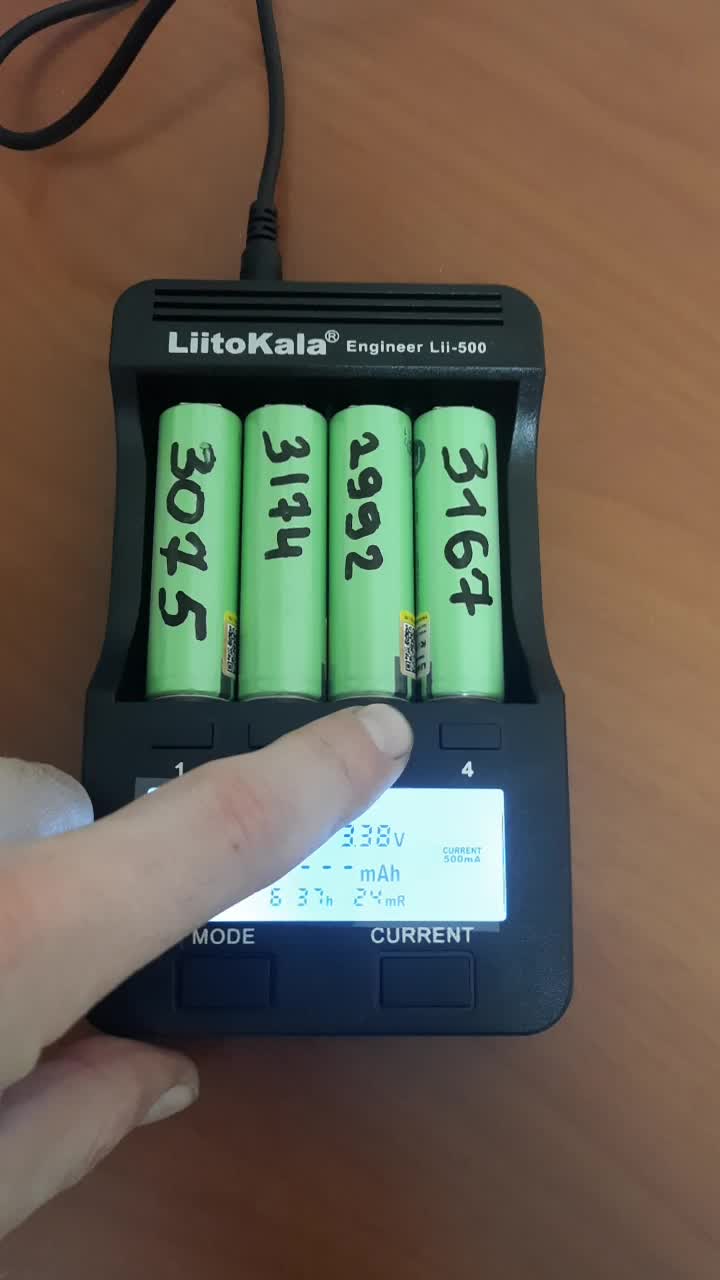 LiitoKala® Engineer Lii-500
3075
3174
2992
3167
1
4
3.38V
CURRENT
500mA
---mAh
6 37h 24mR
MODE
CURRENT